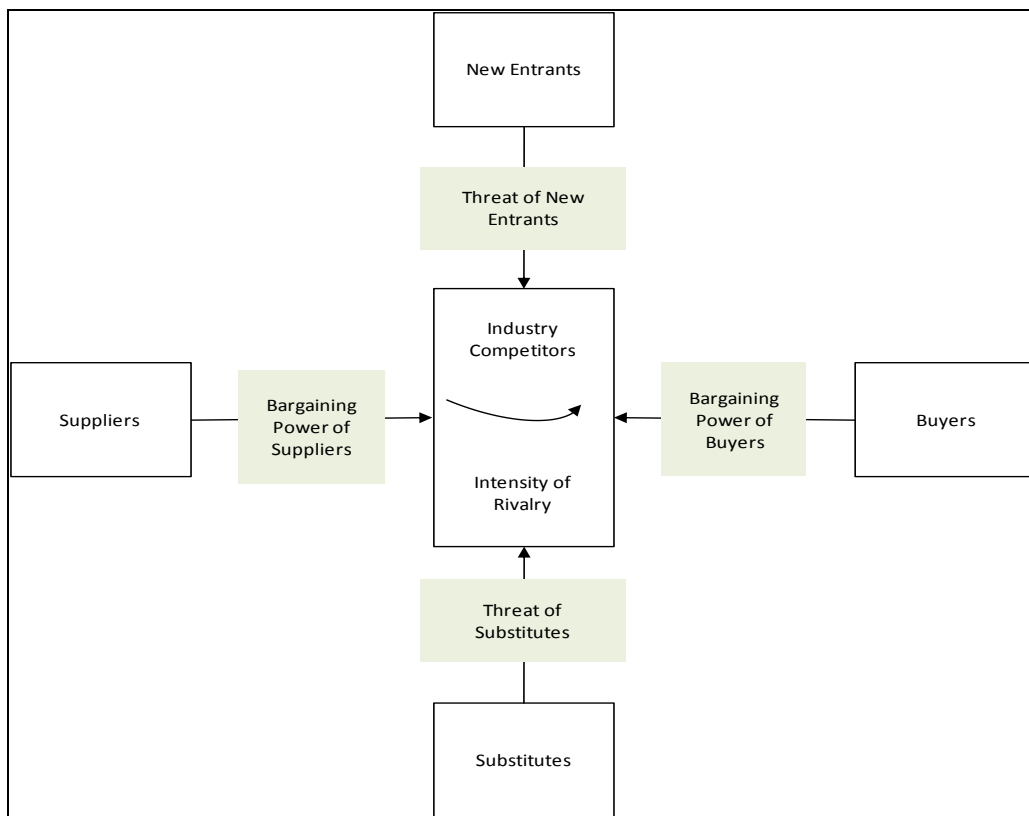 New Entrants
Threat of New
Entrants
Industry
Competitors
Suppliers
Bargaining
Power of
Suppliers
Bargaining
Power of
Buyers
Buyers
Intensity of
Rivalry
Threat of
Substitutes
Substitutes